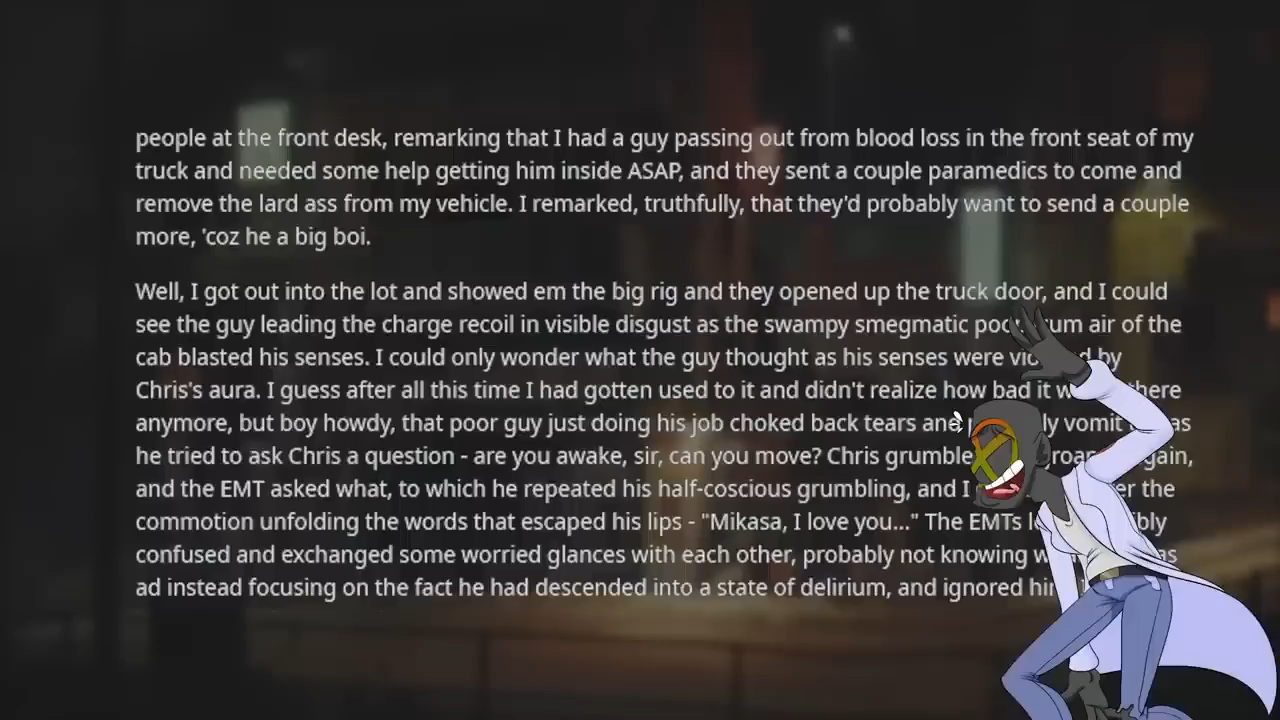 people at the front desk, remarking that I had a guy passing out from blood loss in the front seat of my
truck and needed some help getting him inside ASAP, and they sent a couple paramedics to come and
remove the lard ass from my vehicle. I remarked, truthfully, that they'd probably want to send a couple
more, 'coz he a big boi.
Well, I got out into the lot and showed em the big rig and they opened up the truck door, and I could
see the guy leading the charge recoil in visible disgust as the swampy smegmatic air of the
cab blasted his senses. I could only wonder what the guy thought as his senses were by
Chris's aura. I guess after all this time I had gotten used to it and didn't realize how bad it there
anymore, but boy howdy, that poor guy just doing his job choked back tears and vomit as
he tried to ask Chris a question - are you awake, sir, can you move? Chris
and the EMT asked what, to which he repeated his half-coscious grumbling, and I the
commotion unfolding the words that escaped his lips - "Mikasa, I love you..." The EMTs
confused and exchanged some worried glances with each other, probably not knowing
ad instead focusing on the fact he had descended into a state of delirium, and ignored